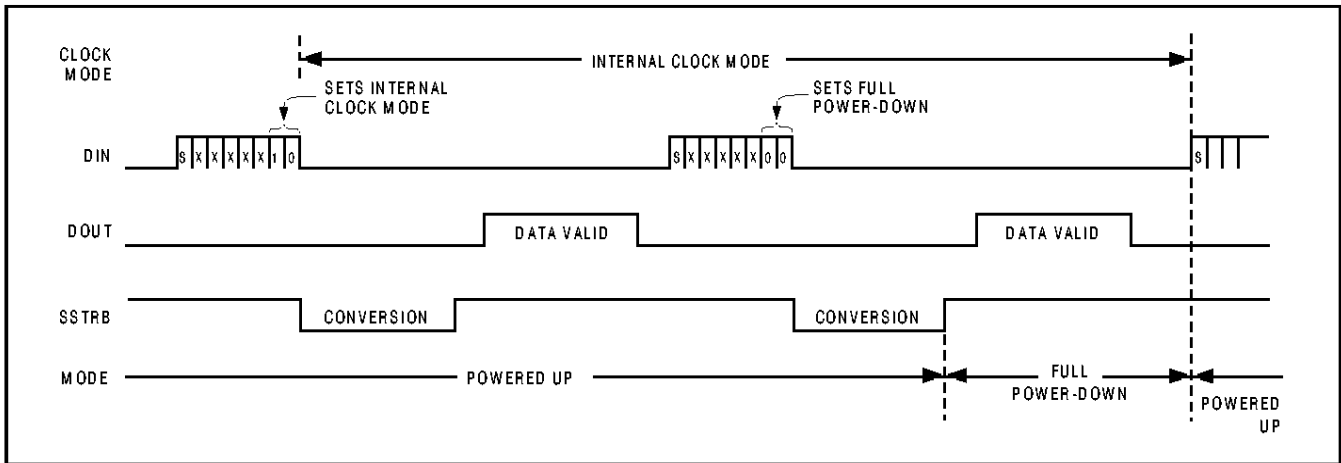 CLOCK
MODE
INTERNAL CLOCK MODE
SETS INTERNAL
CLOCK MODE
SETS FULL
POWER-DOWN
DIN
S X X X X X 1 0
S X X X X X 0 0
S
DOUT
DATA VALID
DATA VALID
SSTRB
CONVERSION
CONVERSION
MODE
POWERED UP
FULL
POWER-DOWN
POWERED
UP